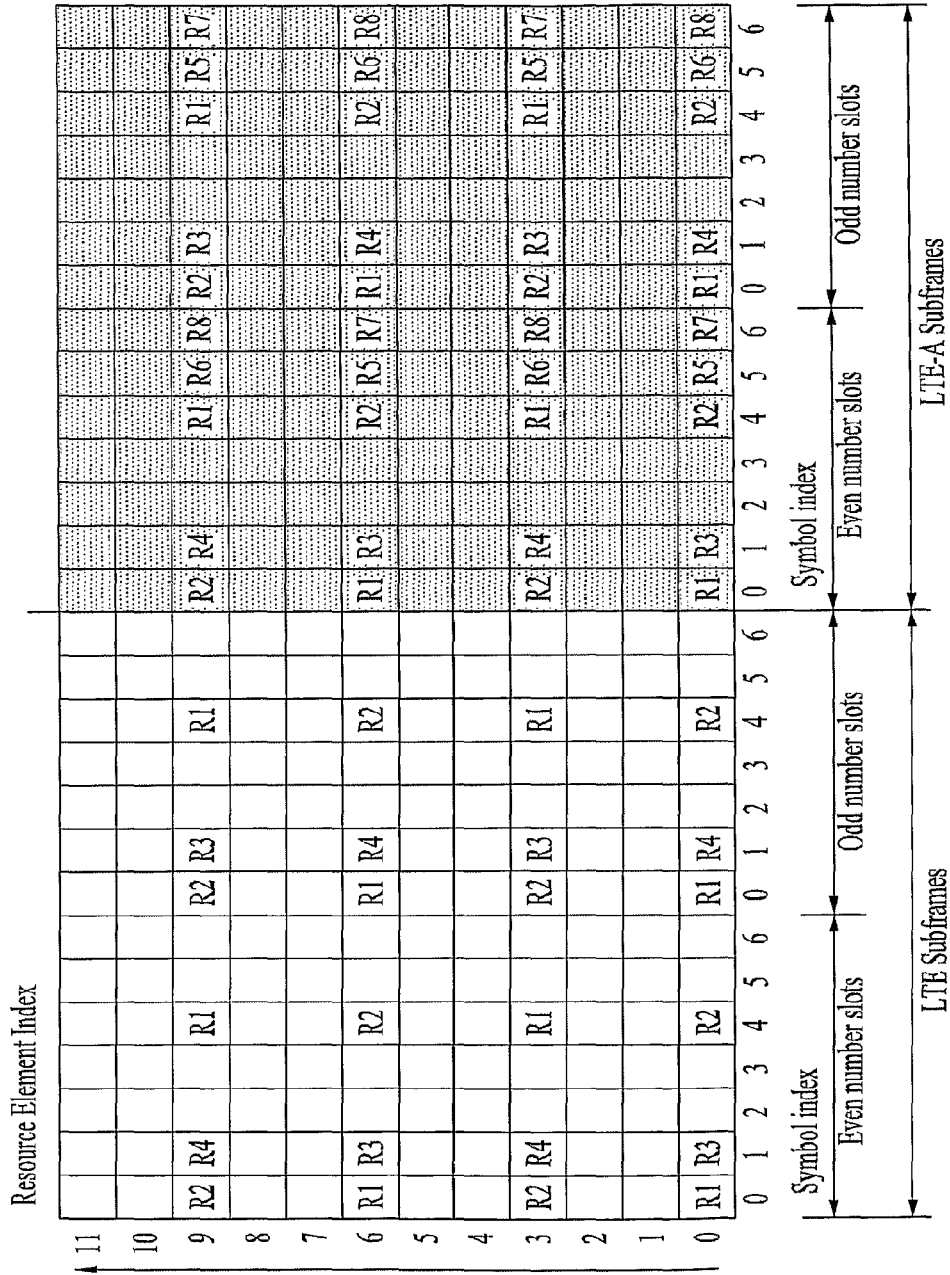 Resource Element Index
11
10
9 R2 R4 R1 R2 R3 R1 R2 R4 R1 R6 R8 R2 R3 R1 R5 R7
8
7
6 R1 R3 R2 R1 R4 R2 R1 R3 R2 R5 R7 R1 R4 R2 R6 R8
5
4
3 R2 R4 R1 R2 R3 R1 R2 R4 R1 R6 R8 R2 R3 R1 R5 R7
2
1
0 R1 R3 R2 R1 R4 R2 R1 R3 R2 R5 R7 R1 R4 R2 R6 R8
0 1 2 3 4 5 6 0 1 2 3 4 5 6 0 1 2 3 4 5 6 0 1 2 3 4 5 6
Symbol index Symbol index
Even number slots Odd number slots Even number slots Odd number slots
LTE Subframes LTE-A Subframes